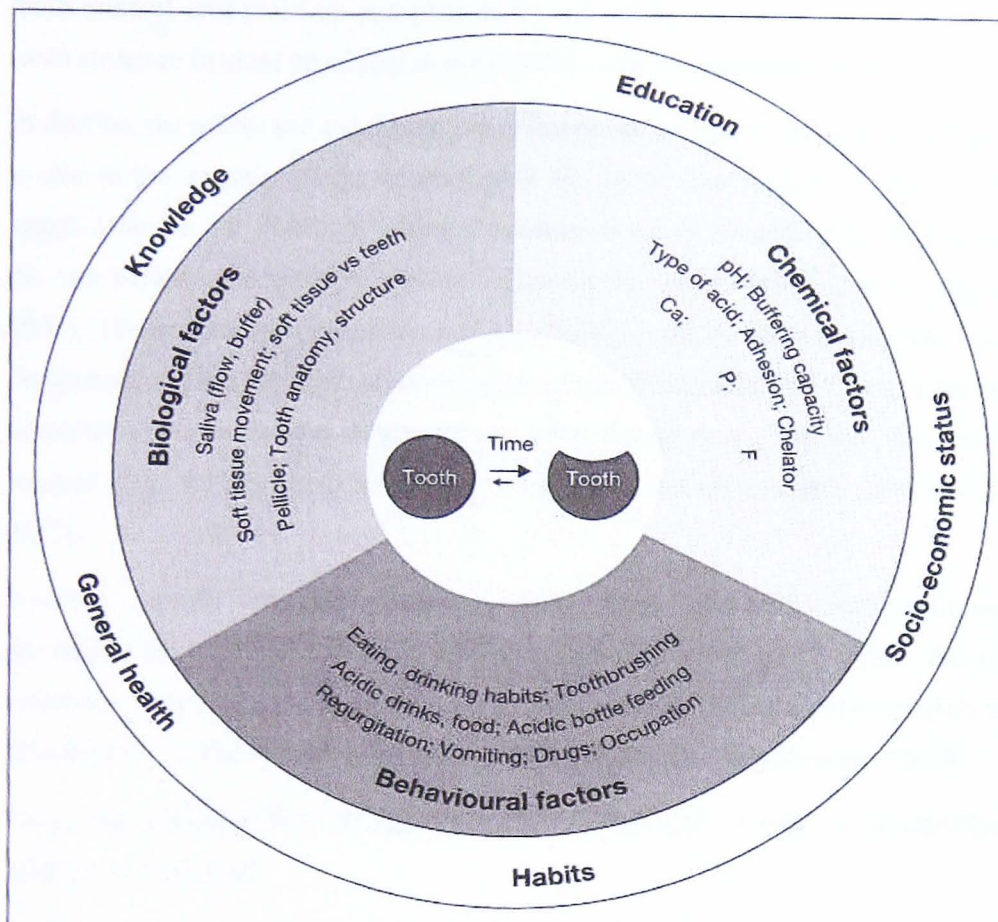 Education
Knowledge
Biological factors
Saliva (flow, buffer)
Soft tissue movement; soft tissue vs teeth
Pellicle; Tooth anatomy, structure
Chemical factors
pH; Buffering capacity
Type of acid; Adhesion; Chelator
Ca;
P;
F
Time
Tooth
Tooth
Socio-economic status
General health
Eating, drinking habits; Toothbrushing
Acidic drinks, food; Acidic bottle feeding
Regurgitation; Vomiting; Drugs; Occupation
Behavioural factors
Habits